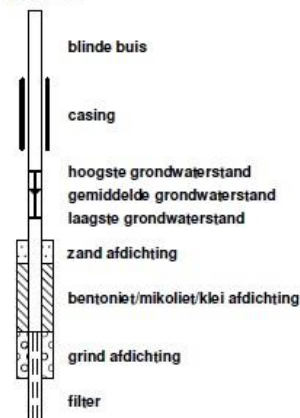 blinde buis
casing
hoogste grondwaterstand
gemiddelde grondwaterstand
laagste grondwaterstand
zand afdichting
bentoniet/mikoliet/klei afdichting
grind afdichting
filter